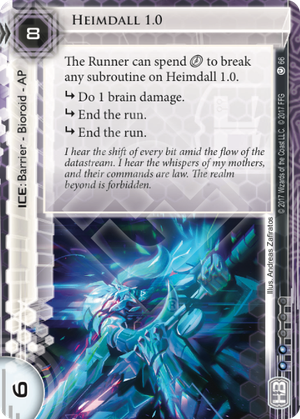 Heimdall 1.0
8
ICE: Barrier - Bioroid - AP
The Runner can spend to break
any subroutine on Heimdall 1.0.
↳ Do 1 brain damage.
↳ End the run.
↳ End the run.
I hear the shift of every bit amid the flow of the
datastream. I hear the whispers of my mothers,
and their commands are law. The realm
beyond is forbidden.
66
© 2017 Wizards of the Coast LLC. © 2017 FFG
Illus. Andreas Zafiratos
6
HB